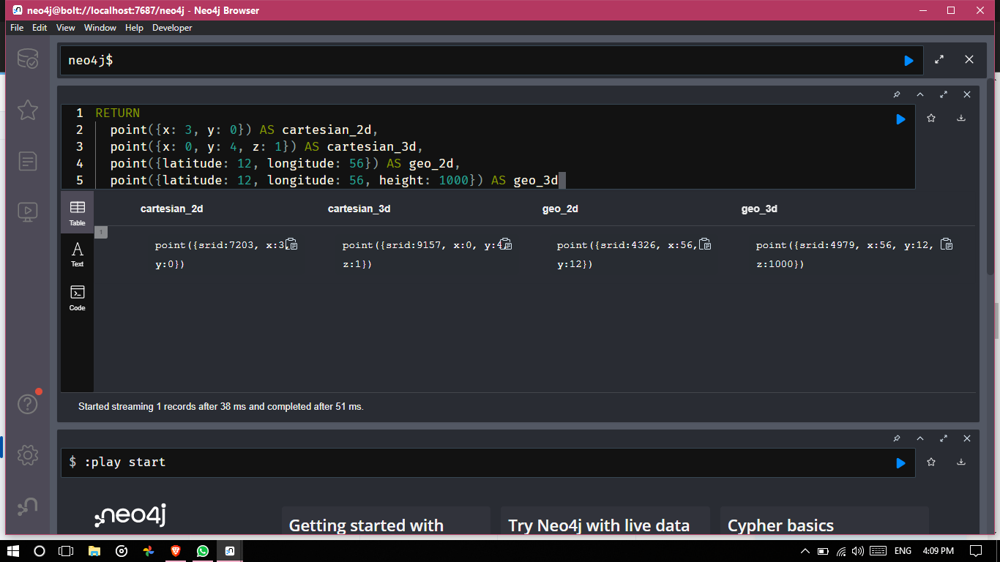 neo4j@bolt://localhost:7687/neo4j - Neo4j Browser
File Edit View Window Help Developer
neo4j$
1 RETURN
2 point({x: 3, y: 0}) AS cartesian_2d,
3 point({x: 0, y: 4, z: 1}) AS cartesian_3d,
4 point({latitude: 12, longitude: 56}) AS geo_2d,
5 point({latitude: 12, longitude: 56, height: 1000}) AS geo_3d
Table
Text
Code
cartesian_2d cartesian_3d geo_2d geo_3d
1
point({srid:7203, x:3, point({srid:9157, x:0, y:4, point({srid:4326, x:56, point({srid:4979, x:56, y:12,
y:0}) z:1}) y:12}) z:1000})
Started streaming 1 records after 38 ms and completed after 51 ms.
$ :play start
neo4j
Getting started with Try Neo4j with live data Cypher basics
ENG 4:09 PM